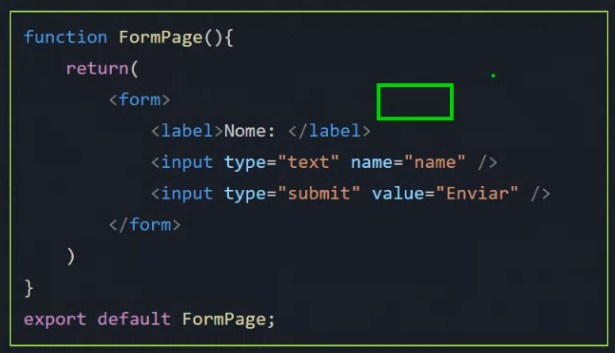 function FormPage(){
return(
<form>
<label>Nome: </label>
<input type="text" name="name" />
<input type="submit" value="Enviar" />
</form>
)
}
export default FormPage;